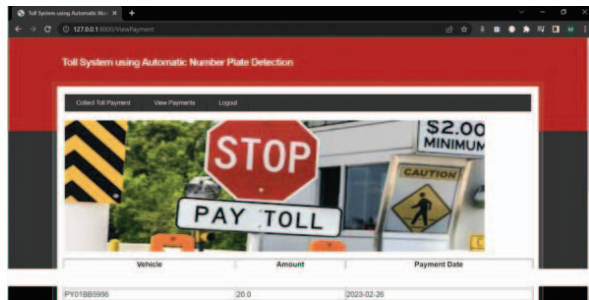 Toll System using Automatic Num
127.0.0.1:8000/ViewPayment
Toll System using Automatic Number Plate Detection
Collect Toll Payment View Payments Logout
$2.00
MINIMUM
STOP
CAUTION
PAY TOLL
Vehicle Amount Payment Date
20.0 2023-02-26